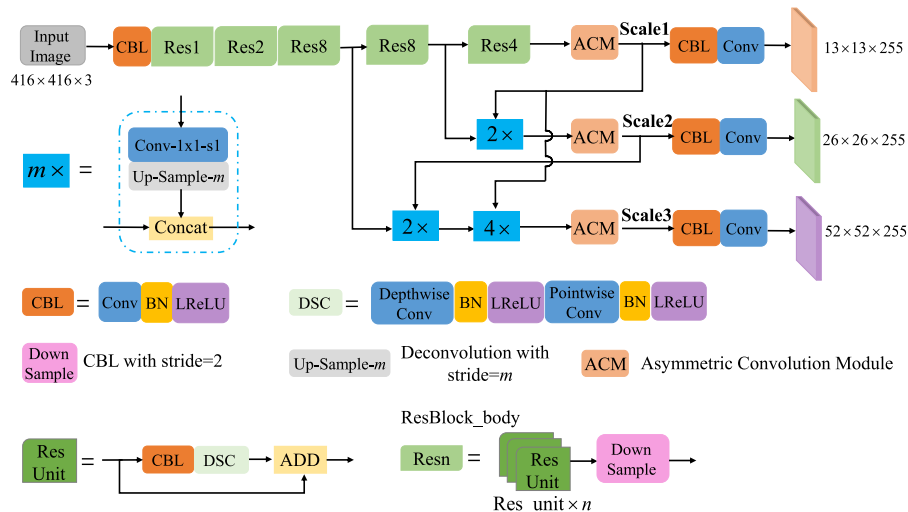 Input Image
416×416×3
CBL Res1 Res2 Res8 Res8 Res4 ACM Scale1 CBL Conv 13×13×255
2× ACM Scale2 CBL Conv 26×26×255
m× =
Conv-1x1-s1
Up-Sample-m
Concat
2× 4× ACM Scale3 CBL Conv 52×52×255
CBL = Conv BN LReLU
DSC = Depthwise Conv BN LReLU Pointwise Conv BN LReLU
Down Sample CBL with stride=2
Up-Sample-m Deconvolution with stride=m
ACM Asymmetric Convolution Module
Res Unit = CBL DSC ADD
ResBlock_body
Resn = Res Unit Down Sample
Res unit×n